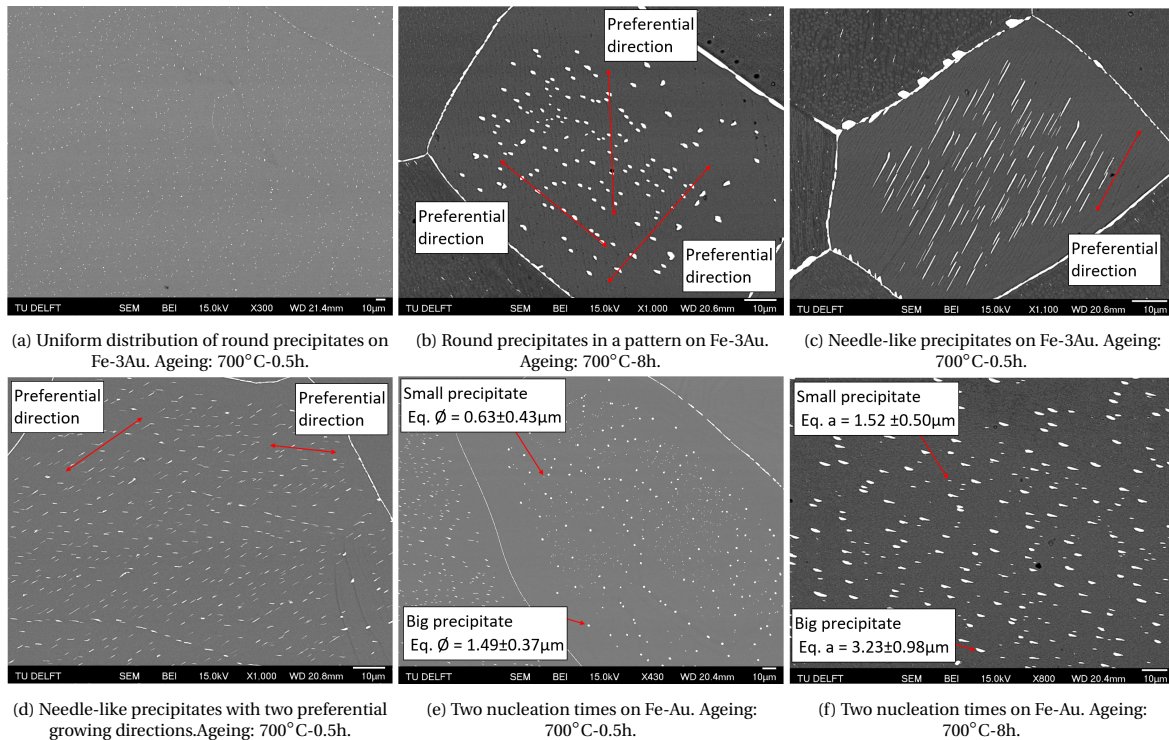 Preferential
direction
Preferential
direction
Preferential
direction
Preferential
direction
TU DELFT SEM BEI 15.0kV X300 WD 21.4mm 10µm
TU DELFT SEM BEI 15.0kV X1,000 WD 20.6mm 10µm
TU DELFT SEM BEI 15.0kV X1,100 WD 20.6mm 10µm
(a) Uniform distribution of round precipitates on
Fe-3Au. Ageing: 700°C-0.5h.
(b) Round precipitates in a pattern on Fe-3Au.
Ageing: 700°C-8h.
(c) Needle-like precipitates on Fe-3Au. Ageing:
700°C-0.5h.
Preferential
direction
Preferential
direction
Small precipitate
Eq. Ø = 0.63±0.43µm
Big precipitate
Eq. Ø = 1.49±0.37µm
Small precipitate
Eq. a = 1.52 ±0.50µm
Big precipitate
Eq. a = 3.23±0.98µm
TU DELFT SEM BEI 15.0kV X1,000 WD 20.8mm 10µm
TU DELFT SEM BEI 15.0kV X430 WD 20.4mm 10µm
TU DELFT SEM BEI 15.0kV X800 WD 20.4mm 10µm
(d) Needle-like precipitates with two preferential
growing directions.Ageing: 700°C-0.5h.
(e) Two nucleation times on Fe-Au. Ageing:
700°C-0.5h.
(f) Two nucleation times on Fe-Au. Ageing:
700°C-8h.